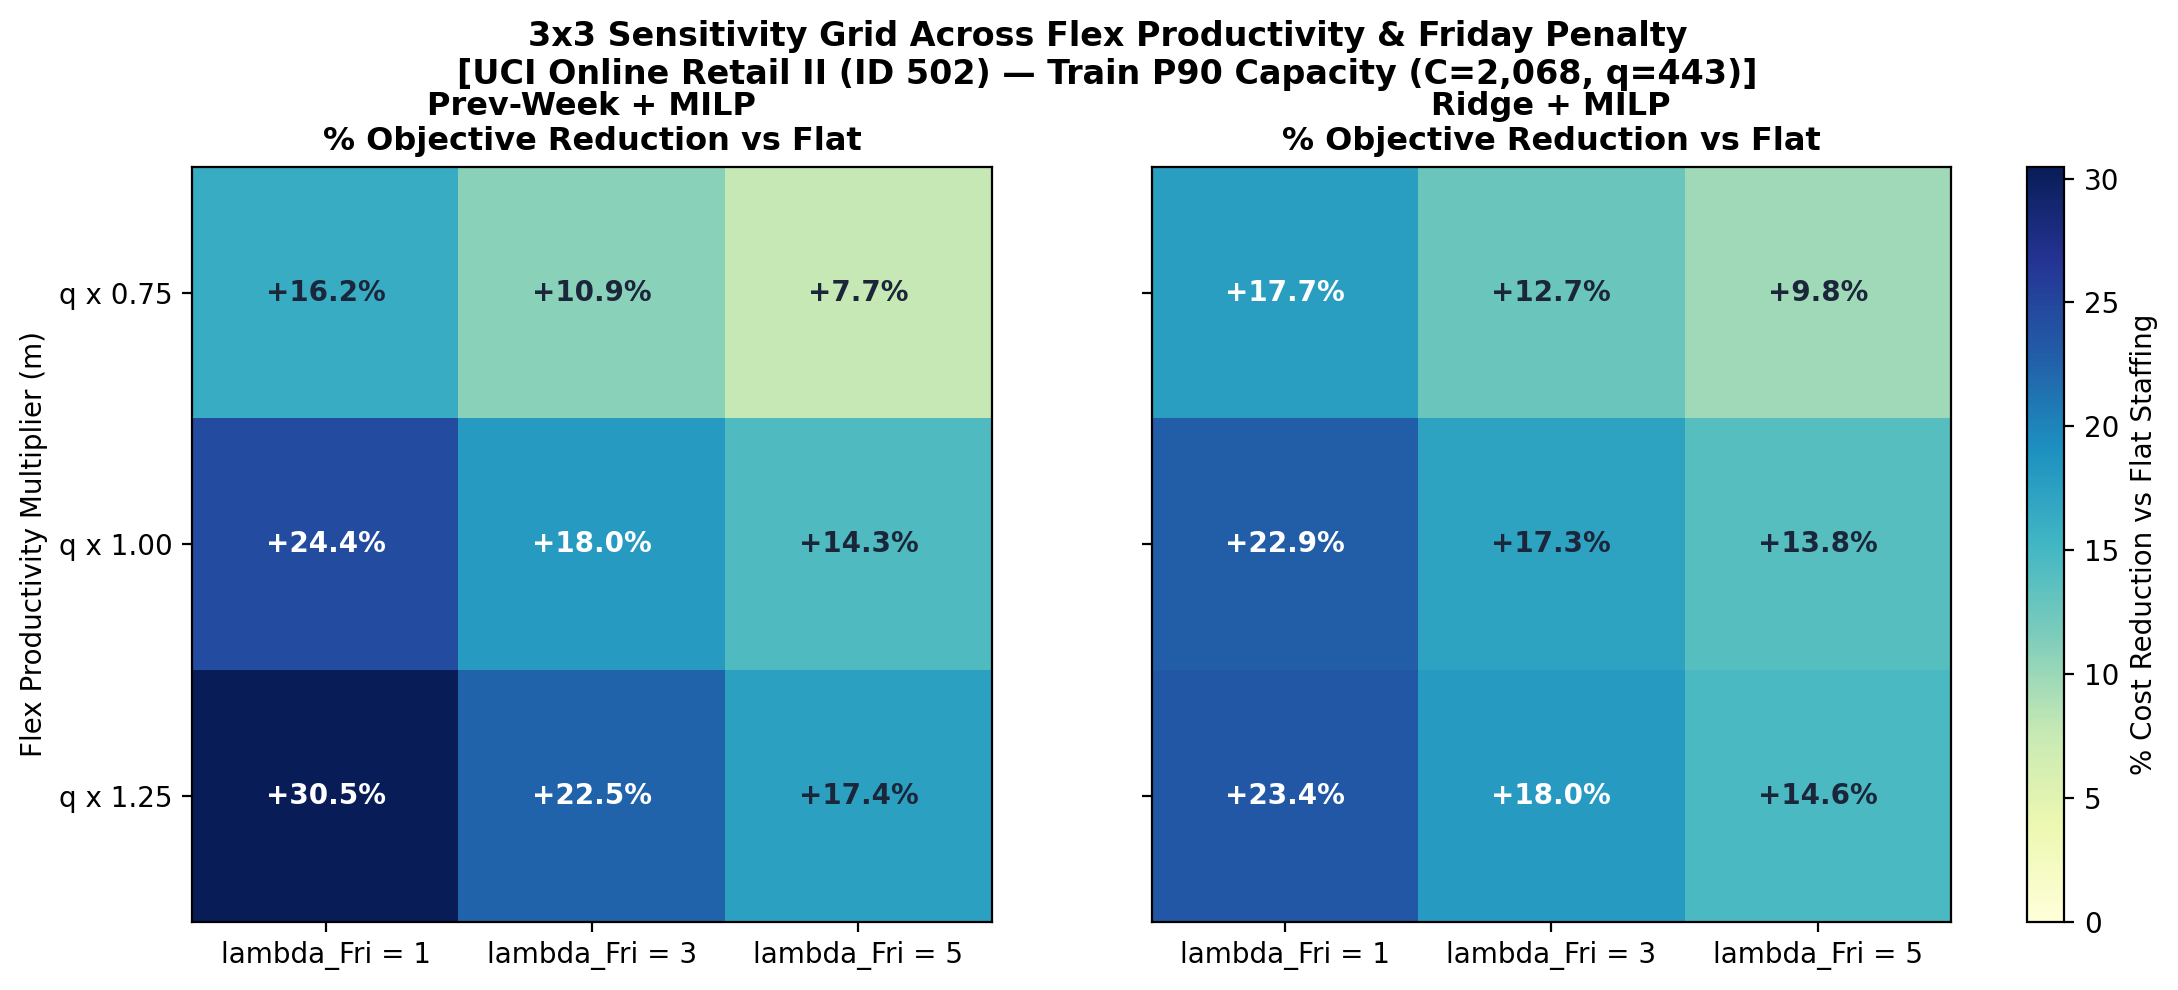 3x3 Sensitivity Grid Across Flex Productivity & Friday Penalty
[UCI Online Retail II (ID 502) — Train P90 Capacity (C=2,068, q=443)]
Prev-Week + MILP
% Objective Reduction vs Flat
Flex Productivity Multiplier (m)
q x 0.75
+16.2%
+10.9%
+7.7%
q x 1.00
+24.4%
+18.0%
+14.3%
q x 1.25
+30.5%
+22.5%
+17.4%
lambda_Fri = 1
lambda_Fri = 3
lambda_Fri = 5
Ridge + MILP
% Objective Reduction vs Flat
+17.7%
+12.7%
+9.8%
+22.9%
+17.3%
+13.8%
+23.4%
+18.0%
+14.6%
lambda_Fri = 1
lambda_Fri = 3
lambda_Fri = 5
30
25
20
15
10
5
0
% Cost Reduction vs Flat Staffing